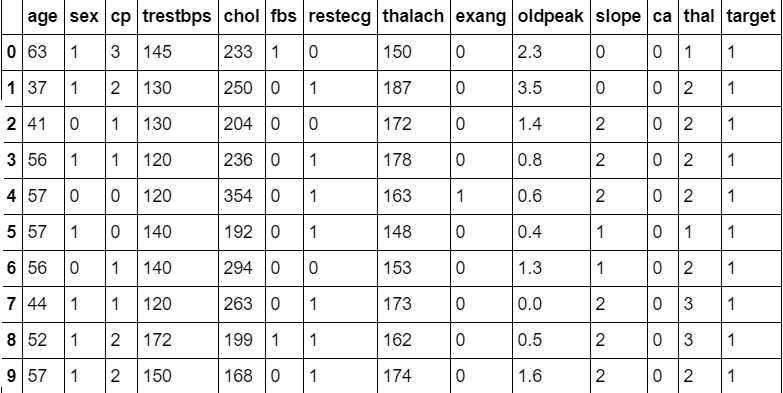 age sex cp trestbps chol fbs restecg thalach exang oldpeak slope ca thal target
0 63 1 3 145 233 1 0 150 0 2.3 0 0 1 1
1 37 1 2 130 250 0 1 187 0 3.5 0 0 2 1
2 41 0 1 130 204 0 0 172 0 1.4 2 0 2 1
3 56 1 1 120 236 0 1 178 0 0.8 2 0 2 1
4 57 0 0 120 354 0 1 163 1 0.6 2 0 2 1
5 57 1 0 140 192 0 1 148 0 0.4 1 0 1 1
6 56 0 1 140 294 0 0 153 0 1.3 1 0 2 1
7 44 1 1 120 263 0 1 173 0 0.0 2 0 3 1
8 52 1 2 172 199 1 1 162 0 0.5 2 0 3 1
9 57 1 2 150 168 0 1 174 0 1.6 2 0 2 1